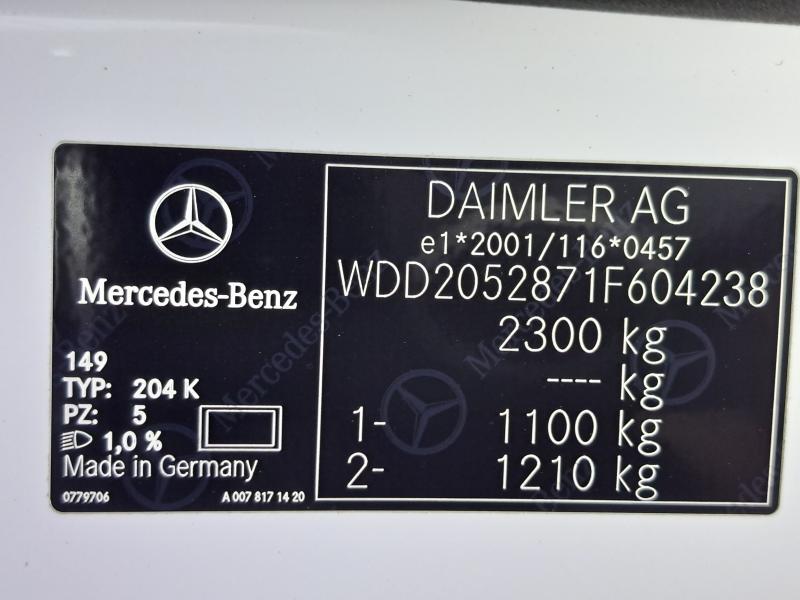 Mercedes-Benz
149
TYP: 204 K
PZ: 5
1,0 %
Made in Germany
0779706 A 007 817 14 20
DAIMLER AG
e1*2001/116*0457
WDD2052871F604238
2300 kg
---- kg
1- 1100 kg
2- 1210 kg